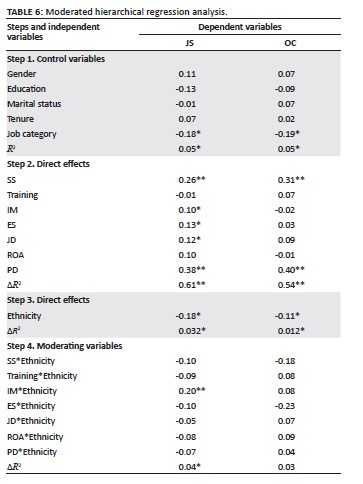 TABLE 6: Moderated hierarchical regression analysis.
Steps and independent variables Dependent variables
JS OC
Step 1. Control variables
Gender 0.11 0.07
Education -0.13 -0.09
Marital status -0.01 0.07
Tenure 0.07 0.02
Job category -0.18* -0.19*
R² 0.05* 0.05*
Step 2. Direct effects
SS 0.26** 0.31**
Training -0.01 0.07
IM 0.10* -0.02
ES 0.13* 0.03
JD 0.12* 0.09
ROA 0.10 -0.01
PD 0.38** 0.40**
ΔR² 0.61** 0.54**
Step 3. Direct effects
Ethnicity -0.18* -0.11*
ΔR² 0.032* 0.012*
Step 4. Moderating variables
SS*Ethnicity -0.10 -0.18
Training*Ethnicity -0.09 0.08
IM*Ethnicity 0.20** 0.08
ES*Ethnicity -0.10 -0.23
JD*Ethnicity -0.05 0.07
ROA*Ethnicity -0.08 0.09
PD*Ethnicity -0.07 0.04
ΔR² 0.04* 0.03